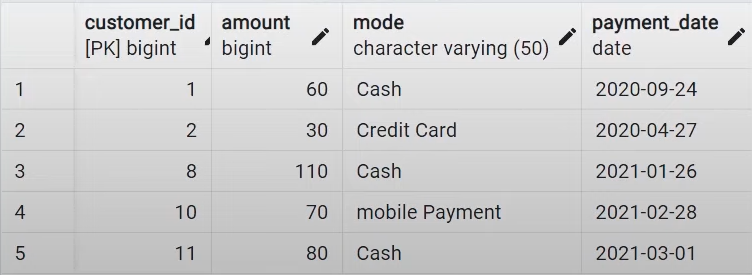 customer_id amount mode payment_date
[PK] bigint bigint character varying (50) date
1 1 60 Cash 2020-09-24
2 2 30 Credit Card 2020-04-27
3 8 110 Cash 2021-01-26
4 10 70 mobile Payment 2021-02-28
5 11 80 Cash 2021-03-01